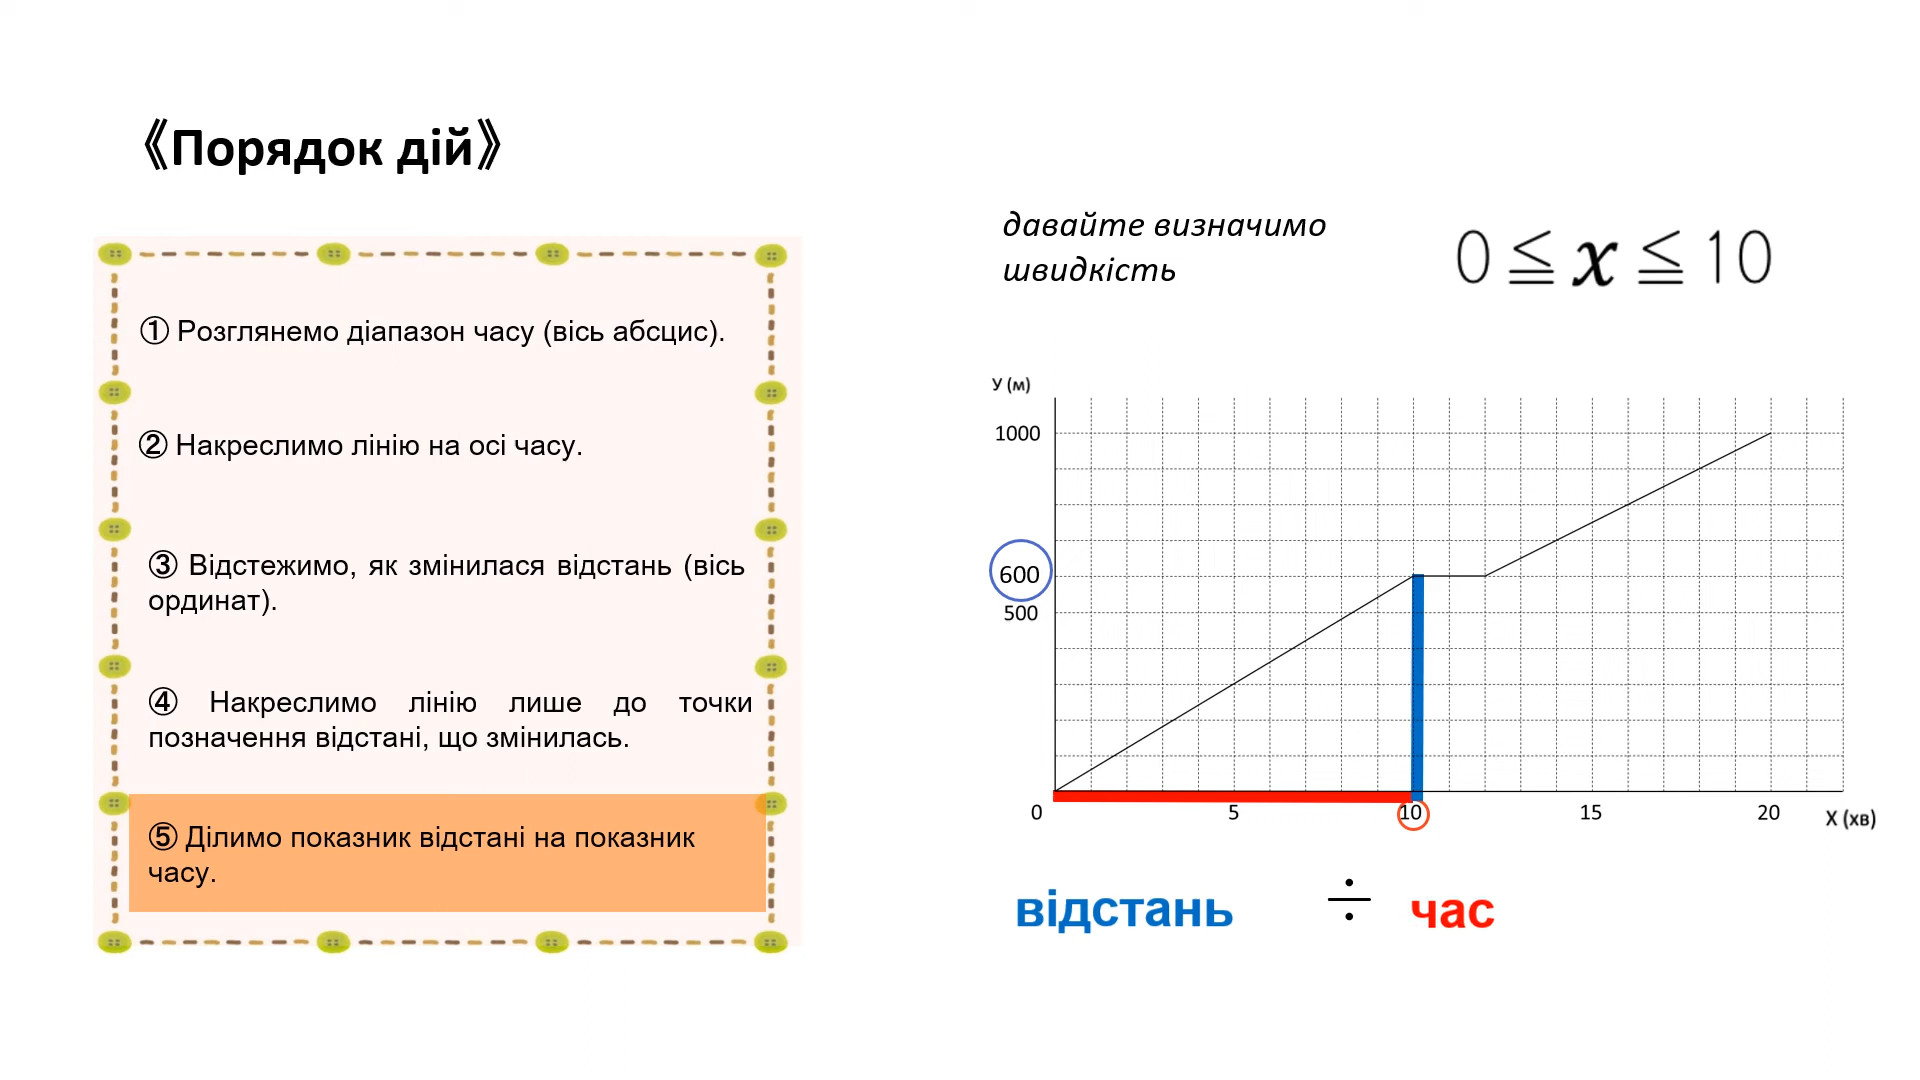 《Порядок дій》
① Розглянемо діапазон часу (вісь абсцис).
② Накреслимо лінію на осі часу.
③ Відстежимо, як змінилася відстань (вісь
ординат).
④ Накреслимо лінію лише до точки
позначення відстані, що змінилась.
⑤ Ділимо показник відстані на показник
часу.
давайте визначимо
швидкість
0 ≦ x ≦ 10
У (м)
1000
600
500
0 5 10 15 20 Х (хв)
відстань ÷ час